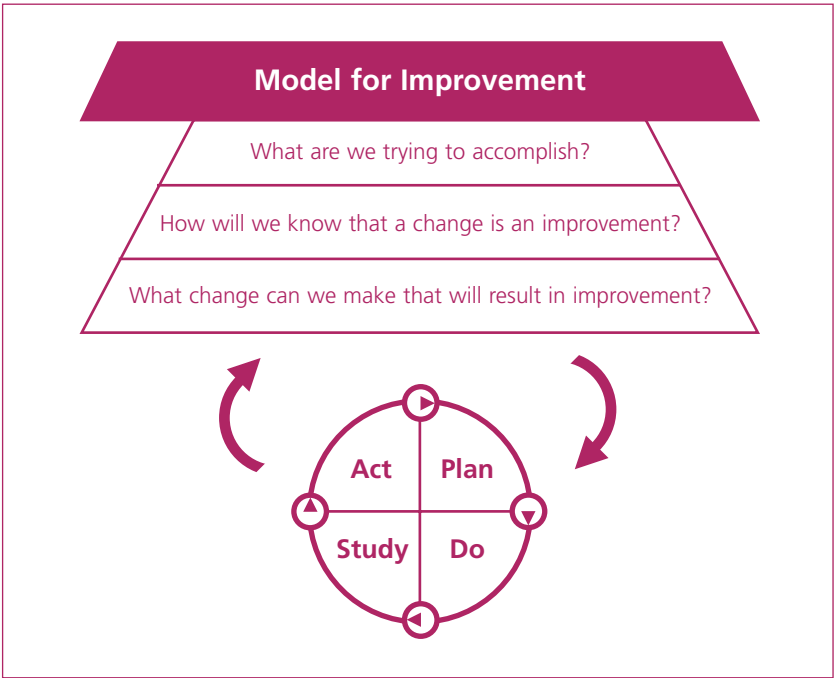 Model for Improvement
What are we trying to accomplish?
How will we know that a change is an improvement?
What change can we make that will result in improvement?
Act Plan
Study Do